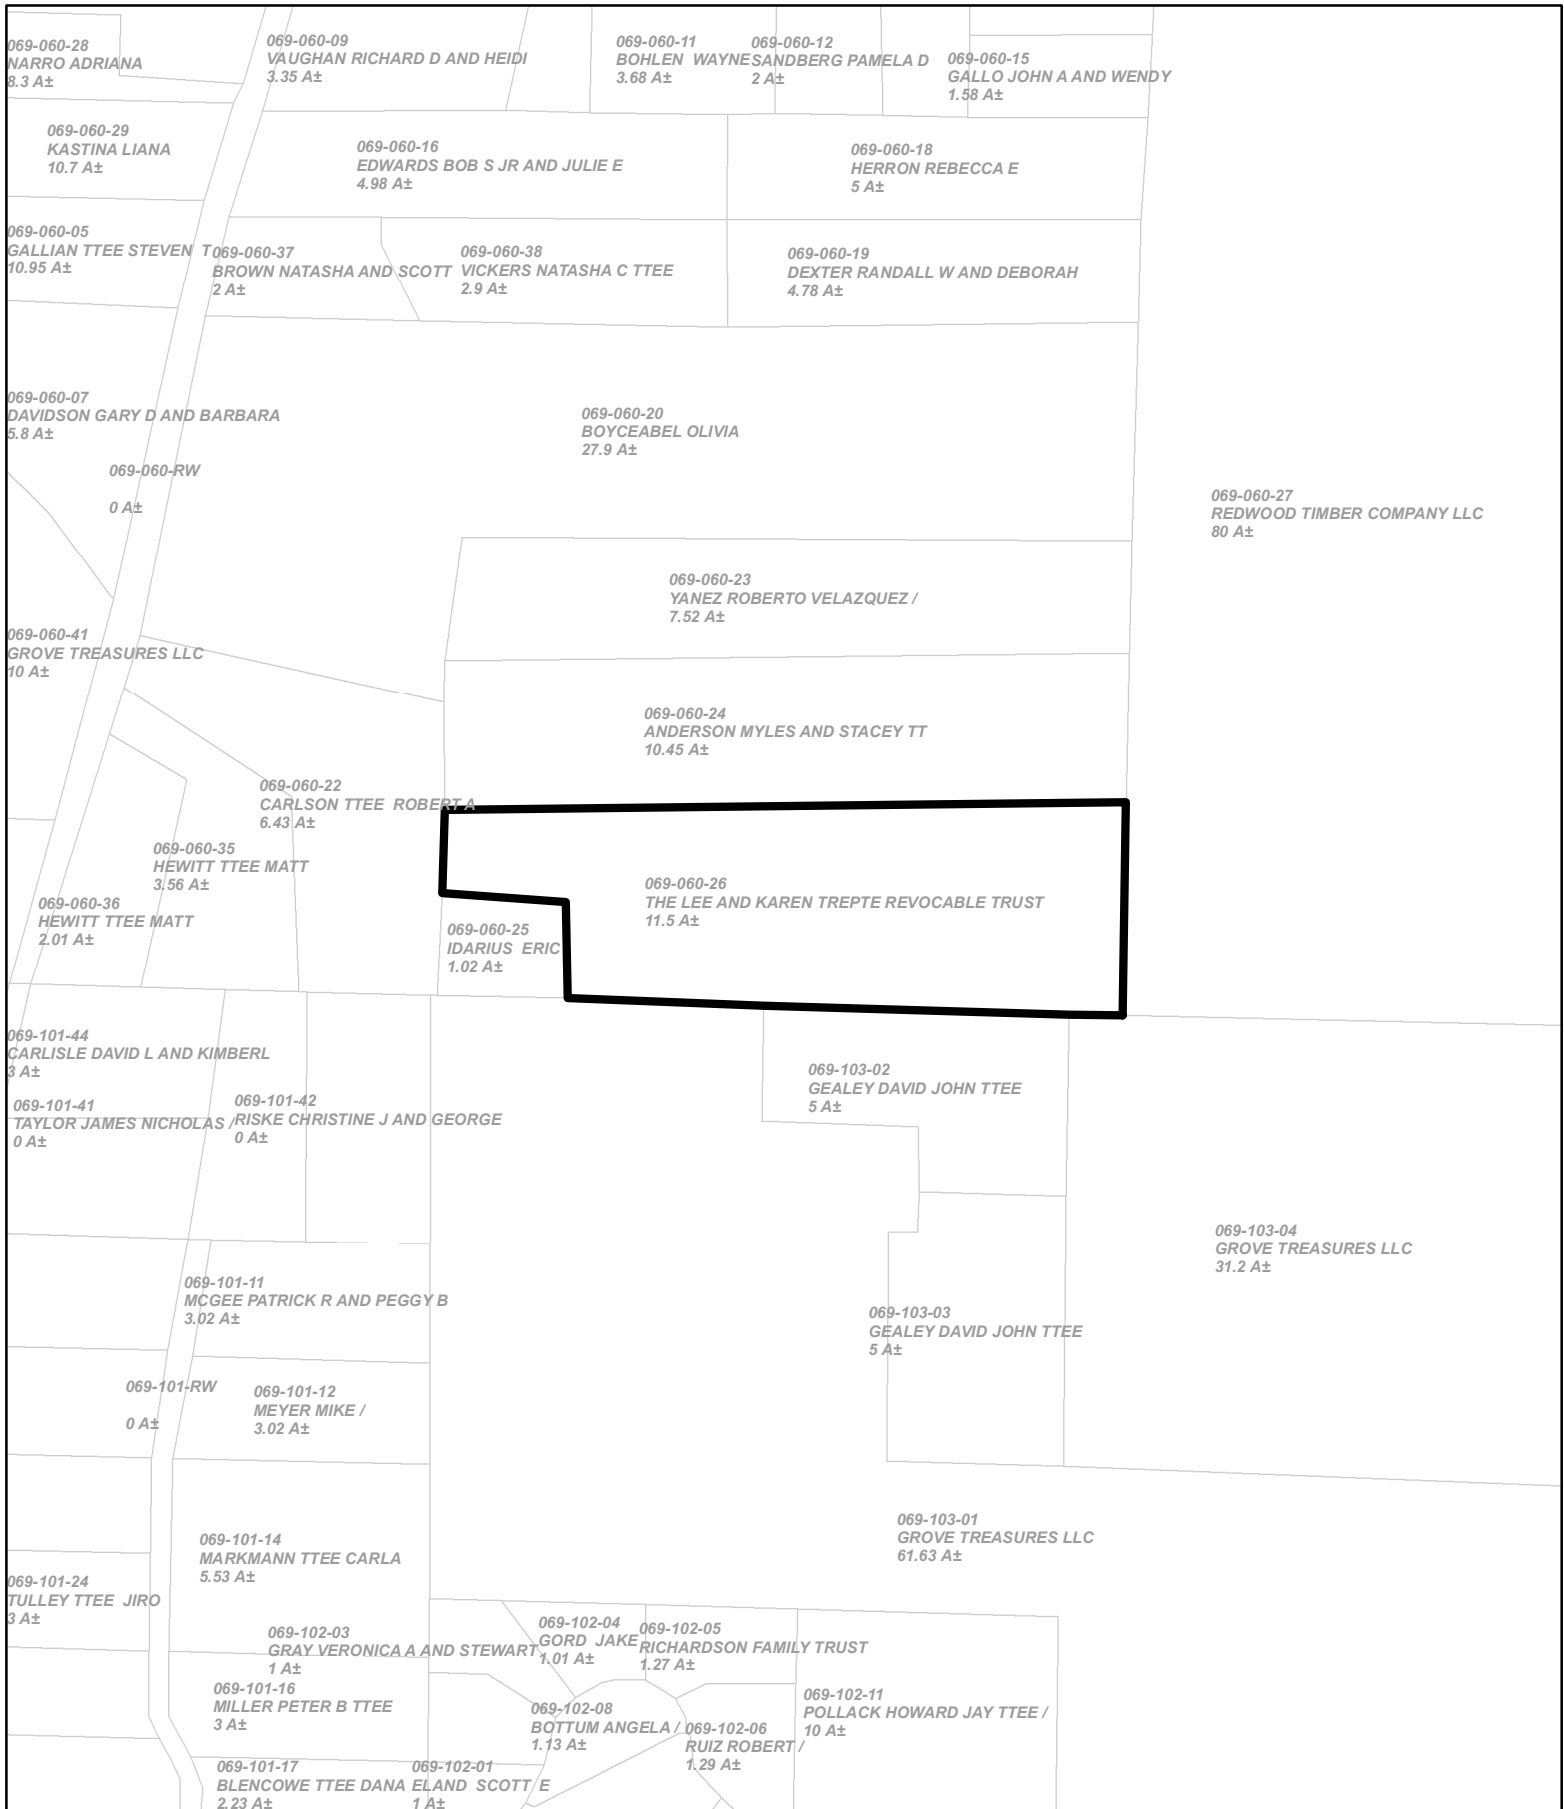 069-060-28
NARRO ADRIANA
8.3 A±
069-060-09
VAUGHAN RICHARD D AND HEIDI
3.35 A±
069-060-11
BOHLEN  WAYNE
3.68 A±
069-060-12
SANDBERG PAMELA D
2 A±
069-060-15
GALLO JOHN A AND WENDY
1.58 A±
069-060-29
KASTINA LIANA
10.7 A±
069-060-16
EDWARDS BOB S JR AND JULIE E
4.98 A±
069-060-18
HERRON REBECCA E
5 A±
069-060-05
GALLIAN TTEE STEVEN  T
10.95 A±
069-060-37
BROWN NATASHA AND SCOTT
2 A±
069-060-38
VICKERS NATASHA C TTEE
2.9 A±
069-060-19
DEXTER RANDALL W AND DEBORAH
4.78 A±
069-060-07
DAVIDSON GARY D AND BARBARA
5.8 A±
069-060-20
BOYCEABEL OLIVIA
27.9 A±
069-060-RW
0 A±
069-060-27
REDWOOD TIMBER COMPANY LLC
80 A±
069-060-23
YANEZ ROBERTO VELAZQUEZ /
7.52 A±
069-060-41
GROVE TREASURES LLC
10 A±
069-060-24
ANDERSON MYLES AND STACEY TT
10.45 A±
069-060-22
CARLSON TTEE  ROBERT A
6.43 A±
069-060-35
HEWITT TTEE MATT
3.56 A±
069-060-26
THE LEE AND KAREN TREPTE REVOCABLE TRUST
11.5 A±
069-060-36
HEWITT TTEE MATT
2.01 A±
069-060-25
IDARIUS  ERIC
1.02 A±
069-101-44
CARLISLE DAVID L AND KIMBERL
3 A±
069-103-02
GEALEY DAVID JOHN TTEE
5 A±
069-101-41
TAYLOR JAMES NICHOLAS /
0 A±
069-101-42
RISKE CHRISTINE J AND GEORGE
0 A±
069-103-04
GROVE TREASURES LLC
31.2 A±
069-101-11
MCGEE PATRICK R AND PEGGY B
3.02 A±
069-103-03
GEALEY DAVID JOHN TTEE
5 A±
069-101-RW
0 A±
069-101-12
MEYER MIKE /
3.02 A±
069-103-01
GROVE TREASURES LLC
61.63 A±
069-101-14
MARKMANN TTEE CARLA
5.53 A±
069-101-24
TULLEY TTEE  JIRO
3 A±
069-102-03
GRAY VERONICA A AND STEWART
1 A±
069-102-04
GORD  JAKE
1.01 A±
069-102-05
RICHARDSON FAMILY TRUST
1.27 A±
069-101-16
MILLER PETER B TTEE
3 A±
069-102-08
BOTTUM ANGELA /
1.13 A±
069-102-06
RUIZ ROBERT /
1.29 A±
069-102-11
POLLACK HOWARD JAY TTEE /
10 A±
069-101-17
BLENCOWE TTEE DANA
2.23 A±
069-102-01
ELAND  SCOTT  E
1 A±